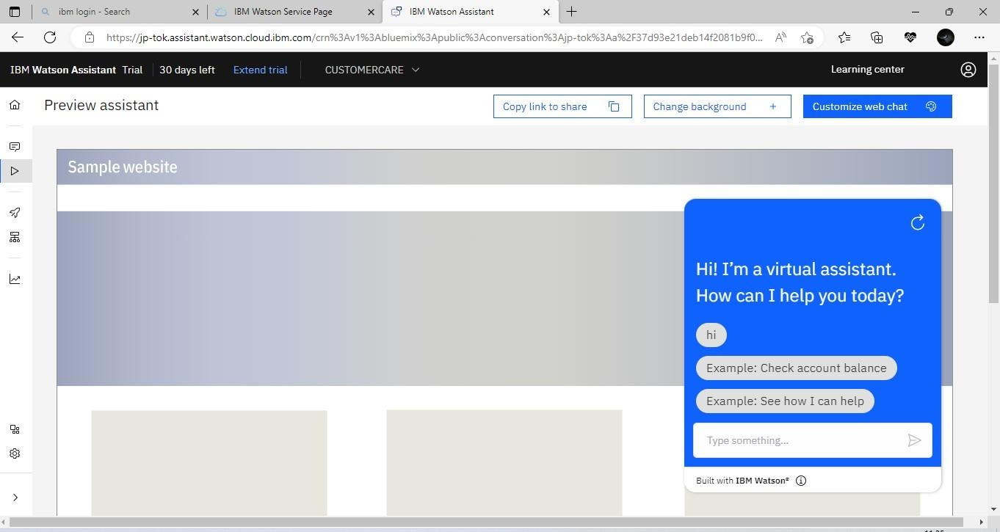 ibm login - Search
IBM Watson Service Page
IBM Watson Assistant
https://jp-tok.assistant.watson.cloud.ibm.com/crn%3Av1%3Abluemix%3Apublic%3Aconversation%3Ajp-tok%3Aa%2F37d93e21deb14f2081b9f0...
IBM Watson Assistant Trial 30 days left Extend trial CUSTOMERCARE Learning center
Preview assistant
Copy link to share
Change background +
Customize web chat
Sample website
Hi! I'm a virtual assistant.
How can I help you today?
hi
Example: Check account balance
Example: See how I can help
Type something...
Built with IBM Watson®